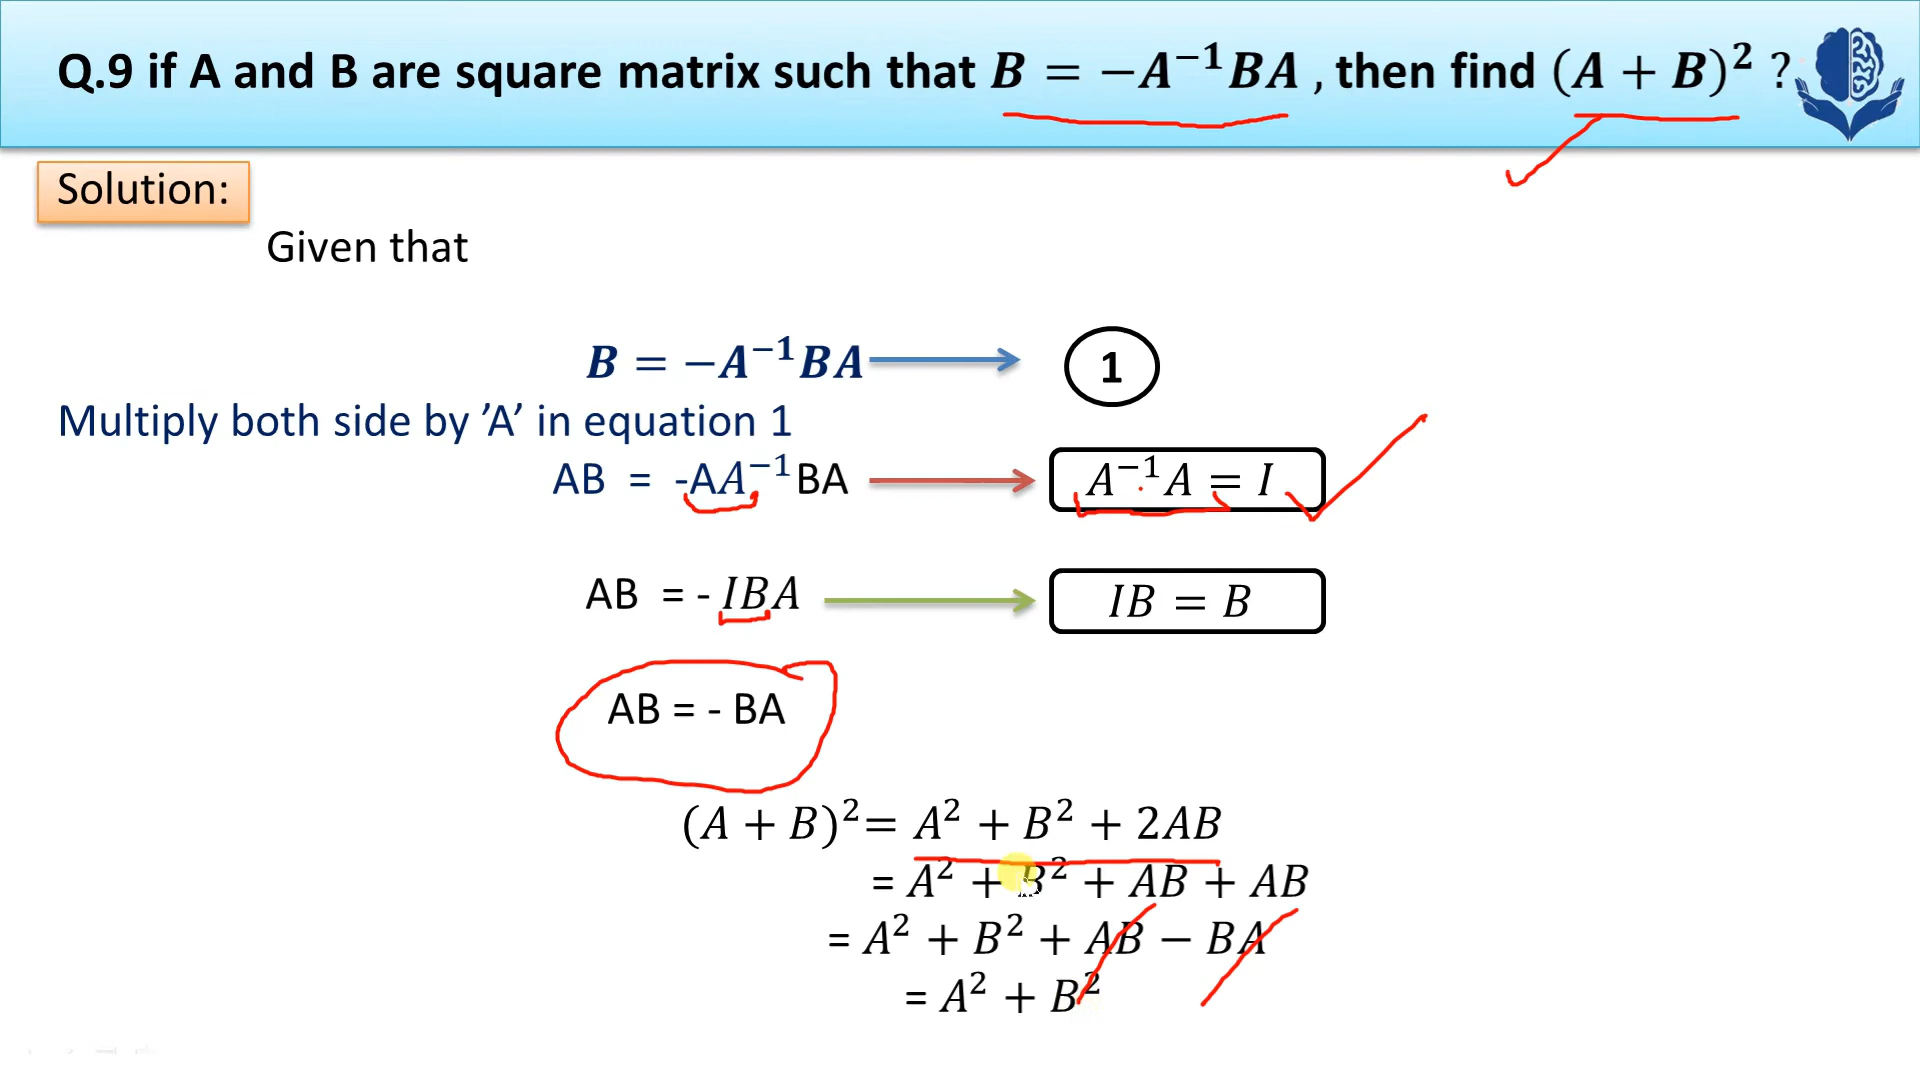 Q.9 if A and B are square matrix such that B = −A⁻¹BA , then find (A + B)² ?
Solution:
Given that
B = −A⁻¹BA
1
Multiply both side by ’A’ in equation 1
AB = -AA⁻¹BA
A⁻¹A = I
AB = - IBA
IB = B
AB = - BA
(A + B)²= A² + B² + 2AB
= A² + B² + AB + AB
= A² + B² + AB − BA
= A² + B²